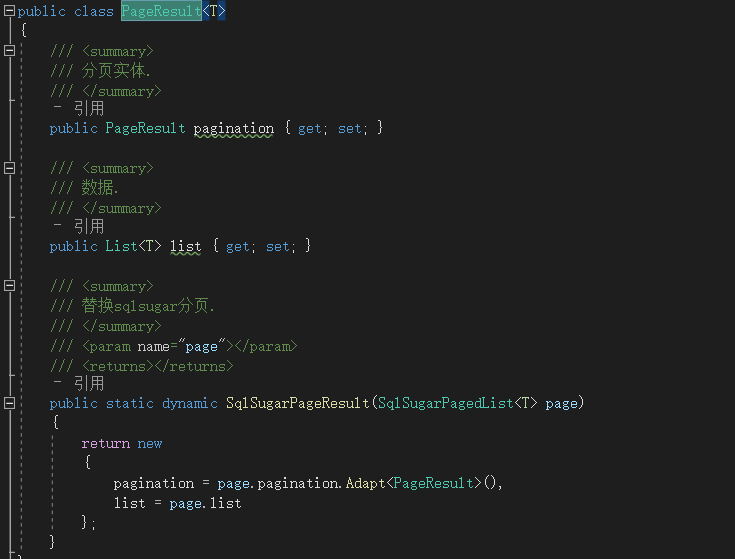 public class PageResult<T>
{
/// <summary>
/// 分页实体.
/// </summary>
- 引用
public PageResult pagination { get; set; }
/// <summary>
/// 数据.
/// </summary>
- 引用
public List<T> list { get; set; }
/// <summary>
/// 替换sqlsugar分页.
/// </summary>
/// <param name="page"></param>
/// <returns></returns>
- 引用
public static dynamic SqlSugarPageResult(SqlSugarPagedList<T> page)
{
return new
{
pagination = page.pagination.Adapt<PageResult>(),
list = page.list
};
}